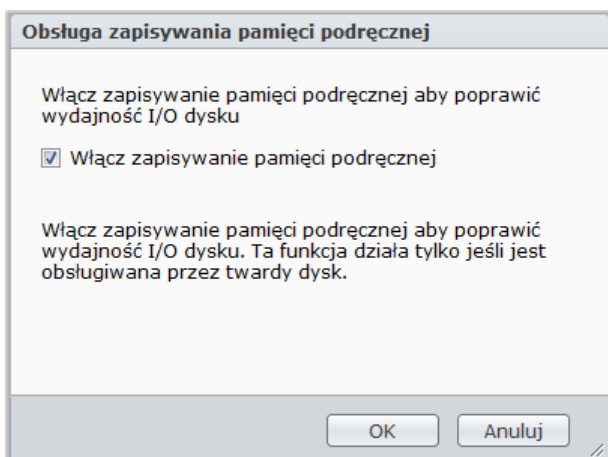 Obsługa zapisywania pamięci podręcznej
Włącz zapisywanie pamięci podręcznej aby poprawić
wydajność I/O dysku
Włącz zapisywanie pamięci podręcznej
Włącz zapisywanie pamięci podręcznej aby poprawić
wydajność I/O dysku. Ta funkcja działa tylko jeśli jest
obsługiwana przez twardy dysk.
OK Anuluj